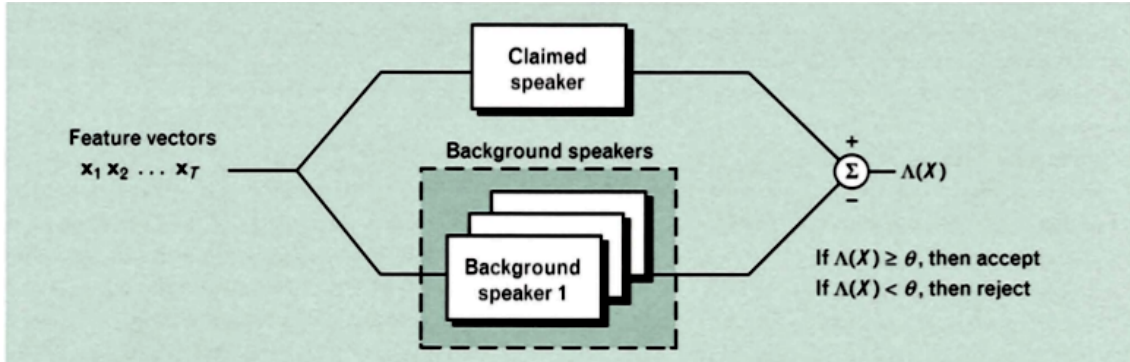 Claimed
speaker
Feature vectors
x₁ x₂ ... x_T
Background speakers
Background
speaker 1
+
Σ
−
Λ(X)
If Λ(X) ≥ θ, then accept
If Λ(X) < θ, then reject